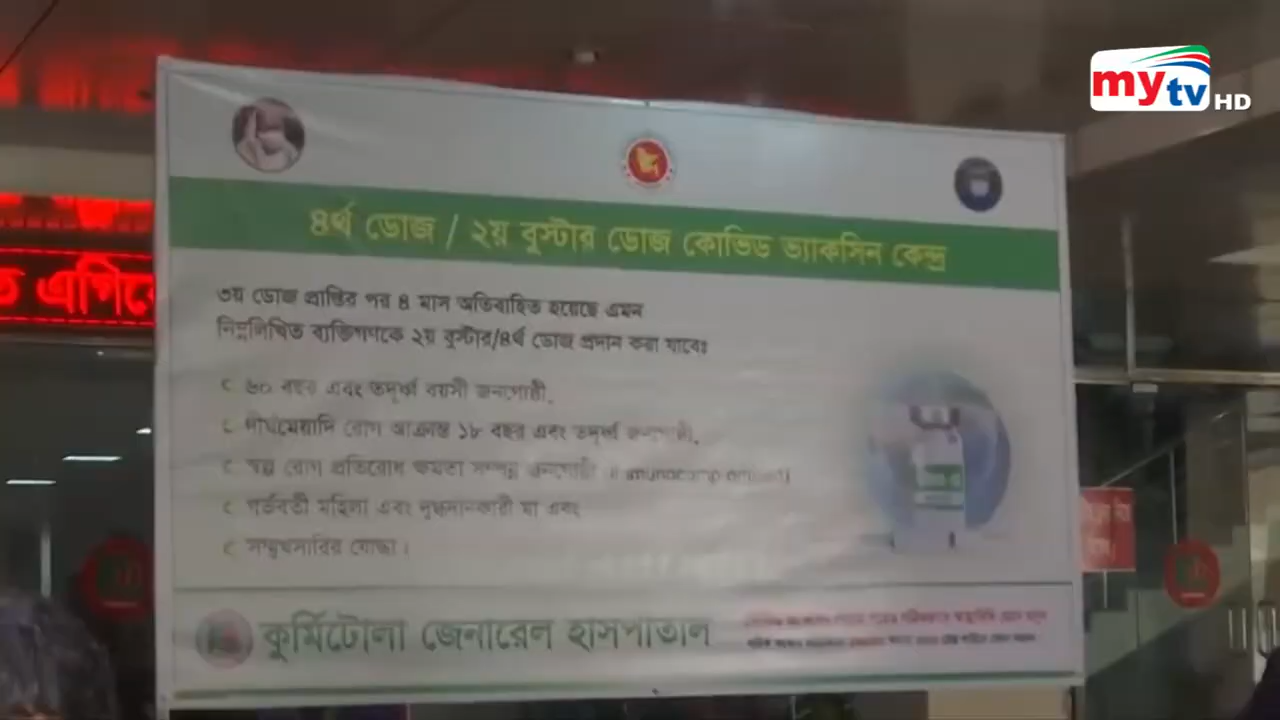 my tv HD
৪র্থ ডোজ / ২য় বুস্টার ডোজ কোভিড ভ্যাকসিন কেন্দ্র
৩য় ডোজ প্রাপ্তির পর ৪ মাস অতিবাহিত হয়েছে এমন
নিম্নলিখিত ব্যক্তিগণকে ২য় বুস্টার/৪র্থ ডোজ প্রদান করা যাবেঃ
৬০ বছর এবং তদূর্ধ্ব বয়সী জনগোষ্ঠী,
দীর্ঘমেয়াদি রোগ আক্রান্ত ১৮ বছর এবং তদূর্ধ্ব জনগোষ্ঠী,
স্বল্প রোগ প্রতিরোধ ক্ষমতা সম্পন্ন জনগোষ্ঠী
গর্ভবতী মহিলা এবং দুগ্ধদানকারী মা এবং
সম্মুখসারির যোদ্ধা।
কুর্মিটোলা জেনারেল হাসপাতাল